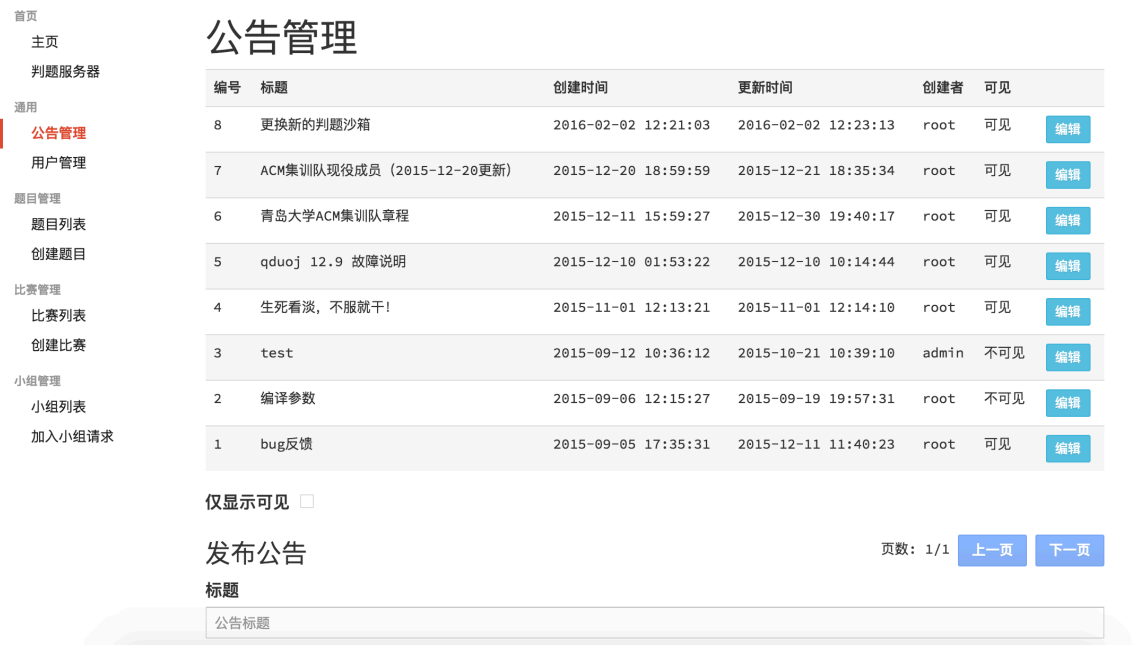 首页
主页
判题服务器
通用
公告管理
用户管理
题目管理
题目列表
创建题目
比赛管理
比赛列表
创建比赛
小组管理
小组列表
加入小组请求
公告管理
编号 标题 创建时间 更新时间 创建者 可见
8 更换新的判题沙箱 2016-02-02 12:21:03 2016-02-02 12:23:13 root 可见 编辑
7 ACM集训队现役成员（2015-12-20更新） 2015-12-20 18:59:59 2015-12-21 18:35:34 root 可见 编辑
6 青岛大学ACM集训队章程 2015-12-11 15:59:27 2015-12-30 19:40:17 root 可见 编辑
5 qduoj 12.9 故障说明 2015-12-10 01:53:22 2015-12-10 10:14:44 root 可见 编辑
4 生死看淡，不服就干！ 2015-11-01 12:13:21 2015-11-01 12:14:10 root 可见 编辑
3 test 2015-09-12 10:36:12 2015-10-21 10:39:10 admin 不可见 编辑
2 编译参数 2015-09-06 12:15:27 2015-09-19 19:57:31 root 不可见 编辑
1 bug反馈 2015-09-05 17:35:31 2015-12-11 11:40:23 root 可见 编辑
仅显示可见
发布公告 页数: 1/1 上一页 下一页
标题
公告标题